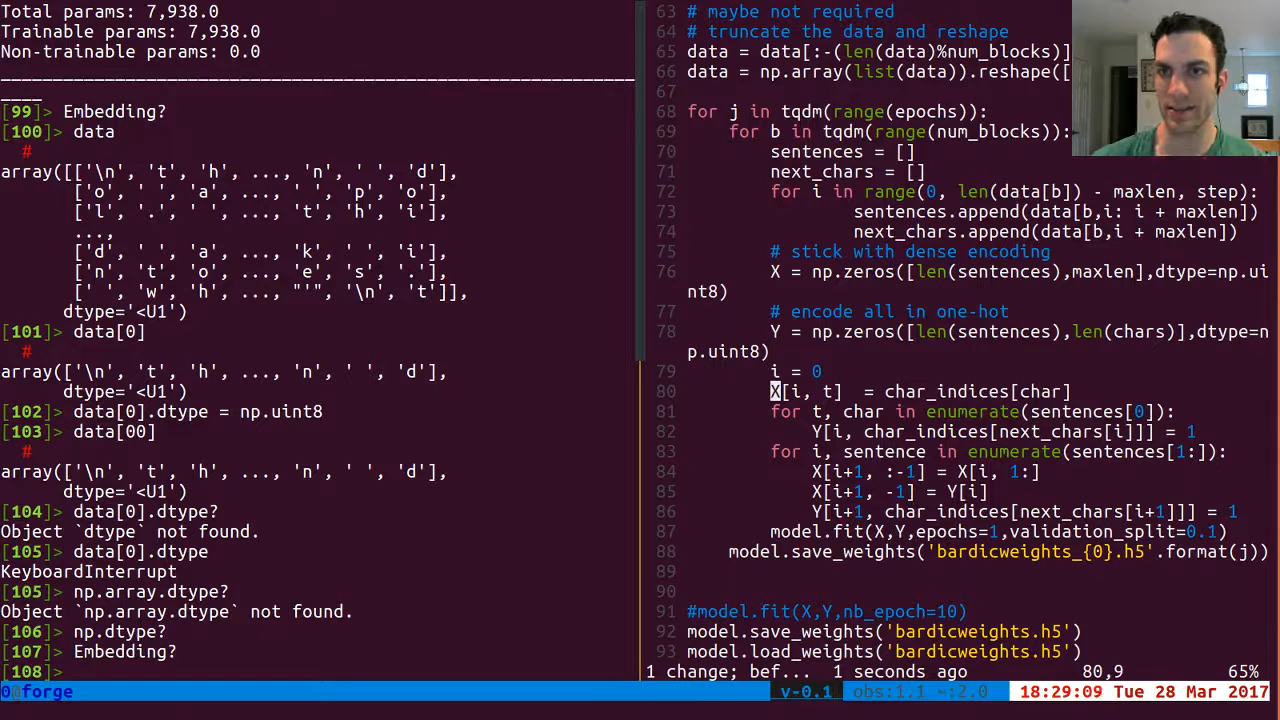 Total params: 7,938.0
Trainable params: 7,938.0
Non-trainable params: 0.0
[99]> Embedding?
[100]> data
#
array([['\n', 't', 'h', ..., 'n', ' ', 'd'],
['o', ' ', 'a', ..., ' ', 'p', 'o'],
['l', '.', ' ', ..., 't', 'h', 'i'],
...,
['d', ' ', 'a', ..., 'k', ' ', 'i'],
['n', 't', 'o', ..., 'e', 's', '.'],
[' ', 'w', 'h', ..., "'", '\n', 't']],
dtype='<U1')
[101]> data[0]
#
array(['\n', 't', 'h', ..., 'n', ' ', 'd'],
dtype='<U1')
[102]> data[0].dtype = np.uint8
[103]> data[00]
#
array(['\n', 't', 'h', ..., 'n', ' ', 'd'],
dtype='<U1')
[104]> data[0].dtype?
Object `dtype` not found.
[105]> data[0].dtype
KeyboardInterrupt
[105]> np.array.dtype?
Object `np.array.dtype` not found.
[106]> np.dtype?
[107]> Embedding?
[108]>
63 # maybe not required
64 # truncate the data and reshape
65 data = data[:-(len(data)%num_blocks)]
66 data = np.array(list(data)).reshape([
67
68 for j in tqdm(range(epochs)):
69 for b in tqdm(range(num_blocks)):
70 sentences = []
71 next_chars = []
72 for i in range(0, len(data[b]) - maxlen, step):
73 sentences.append(data[b,i: i + maxlen])
74 next_chars.append(data[b,i + maxlen])
75 # stick with dense encoding
76 X = np.zeros([len(sentences),maxlen],dtype=np.ui
nt8)
77 # encode all in one-hot
78 Y = np.zeros([len(sentences),len(chars)],dtype=n
p.uint8)
79 i = 0
80 X[i, t]  = char_indices[char]
81 for t, char in enumerate(sentences[0]):
82 Y[i, char_indices[next_chars[i]]] = 1
83 for i, sentence in enumerate(sentences[1:]):
84 X[i+1, :-1] = X[i, 1:]
85 X[i+1, -1] = Y[i]
86 Y[i+1, char_indices[next_chars[i+1]]] = 1
87 model.fit(X,Y,epochs=1,validation_split=0.1)
88 model.save_weights('bardicweights_{0}.h5'.format(j))
89
90
91 #model.fit(X,Y,nb_epoch=10)
92 model.save_weights('bardicweights.h5')
93 model.load_weights('bardicweights.h5')
1 change; bef... 1 seconds ago 80,9 65%
0@forge v-0.1 obs:1.1 ~:2.0 18:29:09 Tue 28 Mar 2017